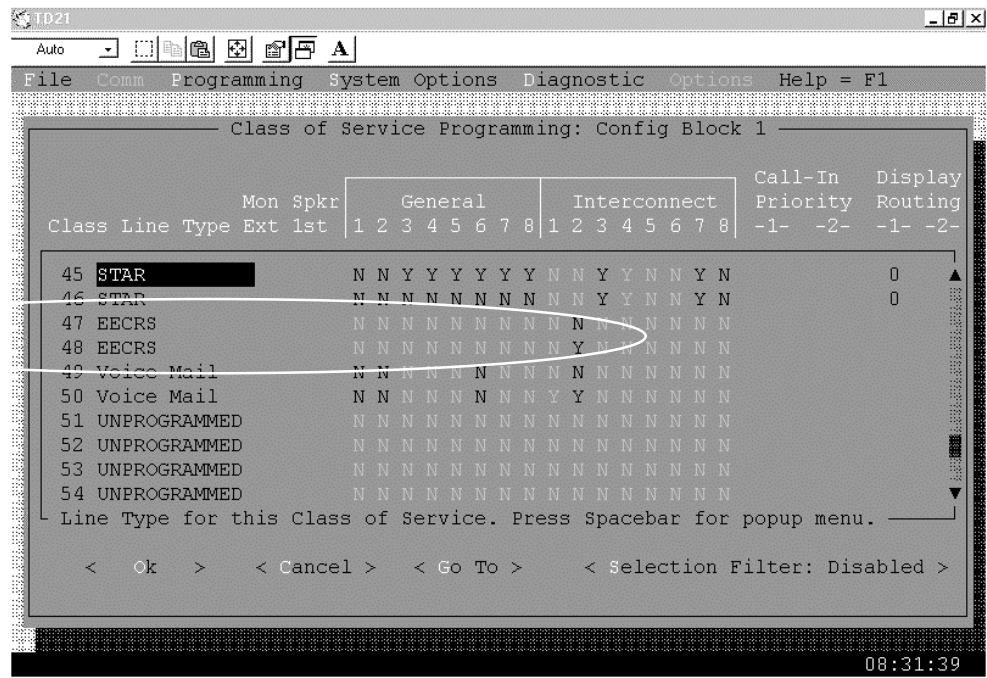 TD21
Auto
A
File Comm Programming System Options Diagnostic Options Help = F1
Class of Service Programming: Config Block 1
Call-In Display
Mon Spkr General Interconnect Priority Routing
Class Line Type Ext 1st 1 2 3 4 5 6 7 8 1 2 3 4 5 6 7 8 -1- -2- -1- -2-
45 STAR N N Y Y Y Y Y Y N N Y Y N N Y N 0
46 STAR N N N N N N N N N N Y Y N N Y N 0
47 EECRS N N N N N N N N N N N N N N N N
48 EECRS N N N N N N N N N Y N N N N N N
49 Voice Mail N N N N N N N N N N N N N N N N
50 Voice Mail N N N N N N N N Y Y N N N N N N
51 UNPROGRAMMED N N N N N N N N N N N N N N N N
52 UNPROGRAMMED N N N N N N N N N N N N N N N N
53 UNPROGRAMMED N N N N N N N N N N N N N N N N
54 UNPROGRAMMED N N N N N N N N N N N N N N N N
Line Type for this Class of Service. Press Spacebar for popup menu.
< Ok > < Cancel > < Go To > < Selection Filter: Disabled >
08:31:39